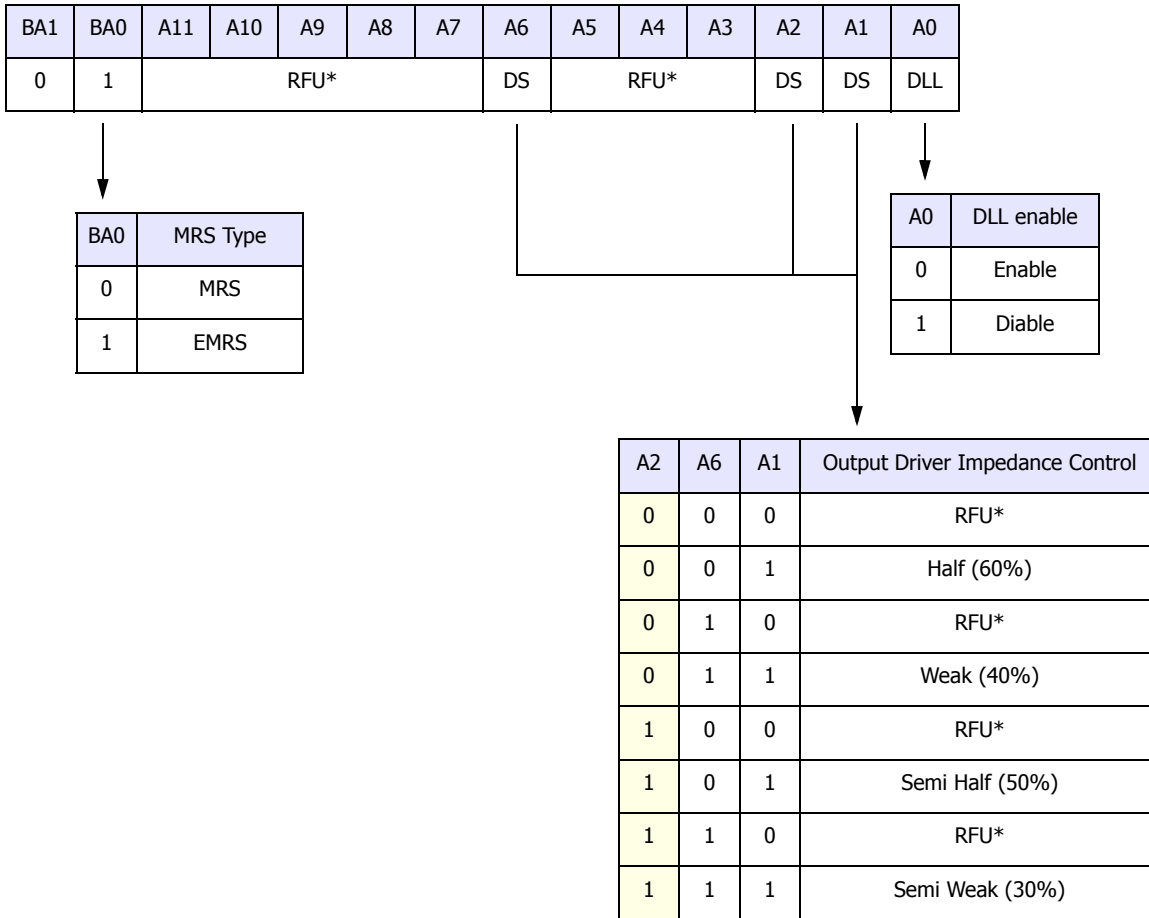 BA1 BA0 A11 A10 A9 A8 A7 A6 A5 A4 A3 A2 A1 A0
0 1 RFU* DS RFU* DS DS DLL
BA0 MRS Type
0 MRS
1 EMRS
A0 DLL enable
0 Enable
1 Diable
A2 A6 A1 Output Driver Impedance Control
0 0 0 RFU*
0 0 1 Half (60%)
0 1 0 RFU*
0 1 1 Weak (40%)
1 0 0 RFU*
1 0 1 Semi Half (50%)
1 1 0 RFU*
1 1 1 Semi Weak (30%)